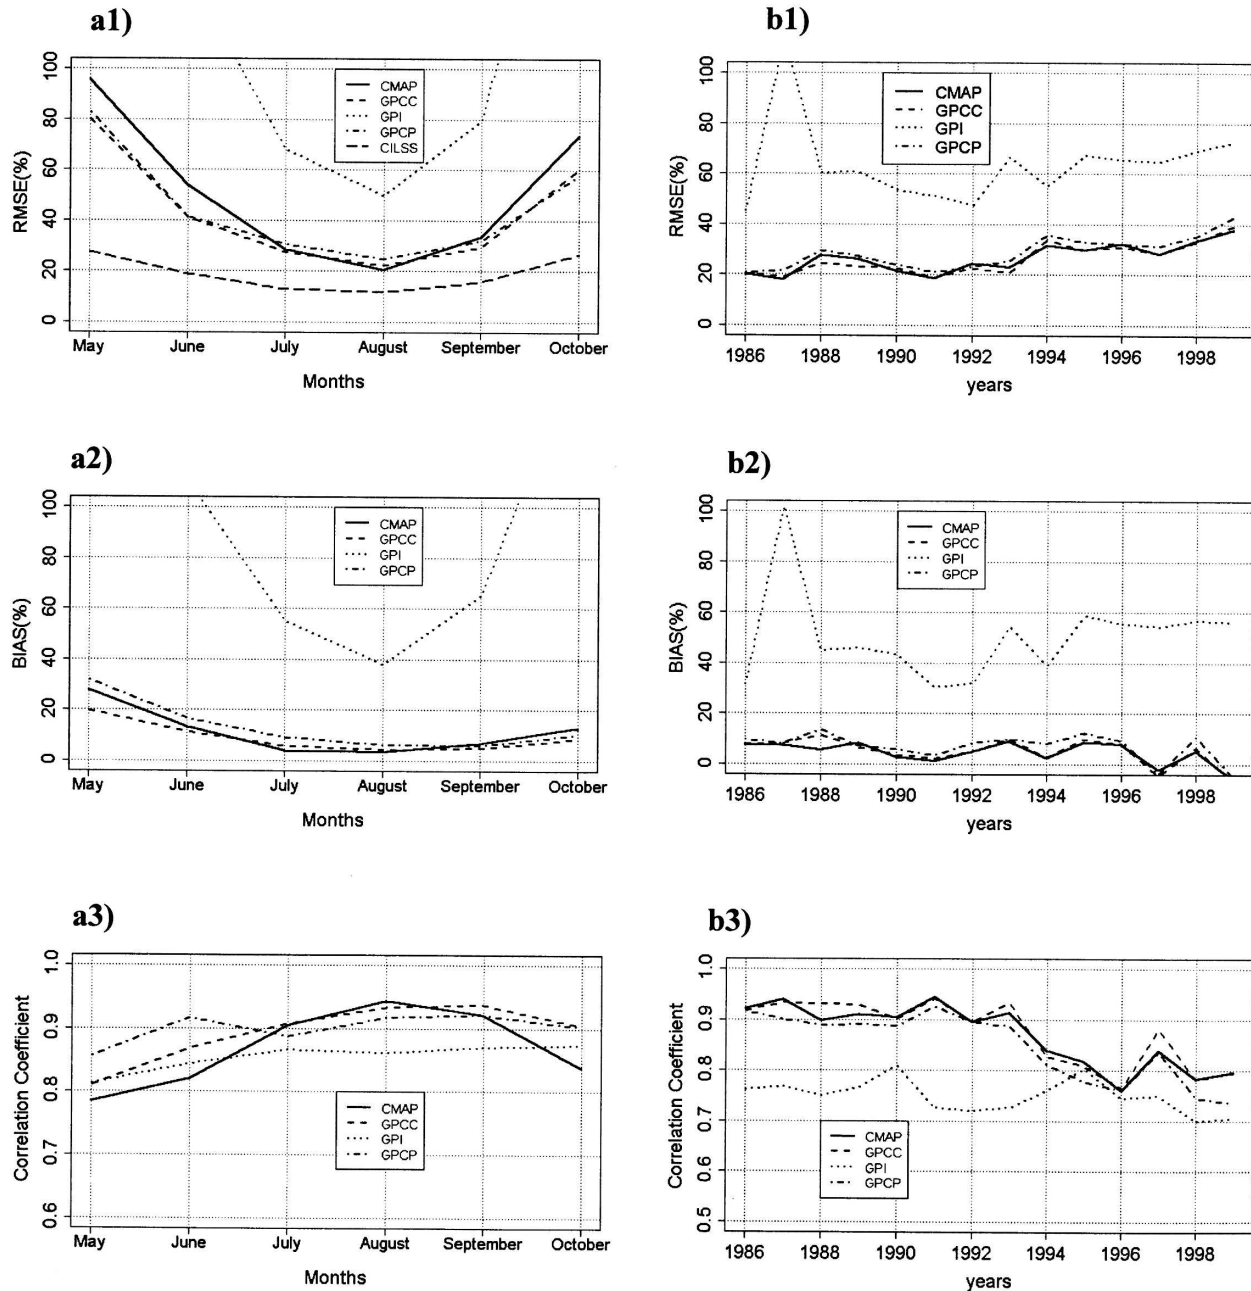 a1)
100
80
60
40
20
0
RMSE(%)
CMAP
GPCC
GPI
GPCP
CILSS
May
June
July
August
September
October
Months
b1)
100
80
60
40
20
0
RMSE(%)
CMAP
GPCC
GPI
GPCP
1986
1988
1990
1992
1994
1996
1998
years
a2)
100
80
60
40
20
0
BIAS(%)
CMAP
GPCC
GPI
GPCP
May
June
July
August
September
October
Months
b2)
100
80
60
40
20
0
BIAS(%)
CMAP
GPCC
GPI
GPCP
1986
1988
1990
1992
1994
1996
1998
years
a3)
1.0
0.9
0.8
0.7
0.6
Correlation Coefficient
CMAP
GPCC
GPI
GPCP
May
June
July
August
September
October
Months
b3)
1.0
0.9
0.8
0.7
0.6
0.5
Correlation Coefficient
CMAP
GPCC
GPI
GPCP
1986
1988
1990
1992
1994
1996
1998
years